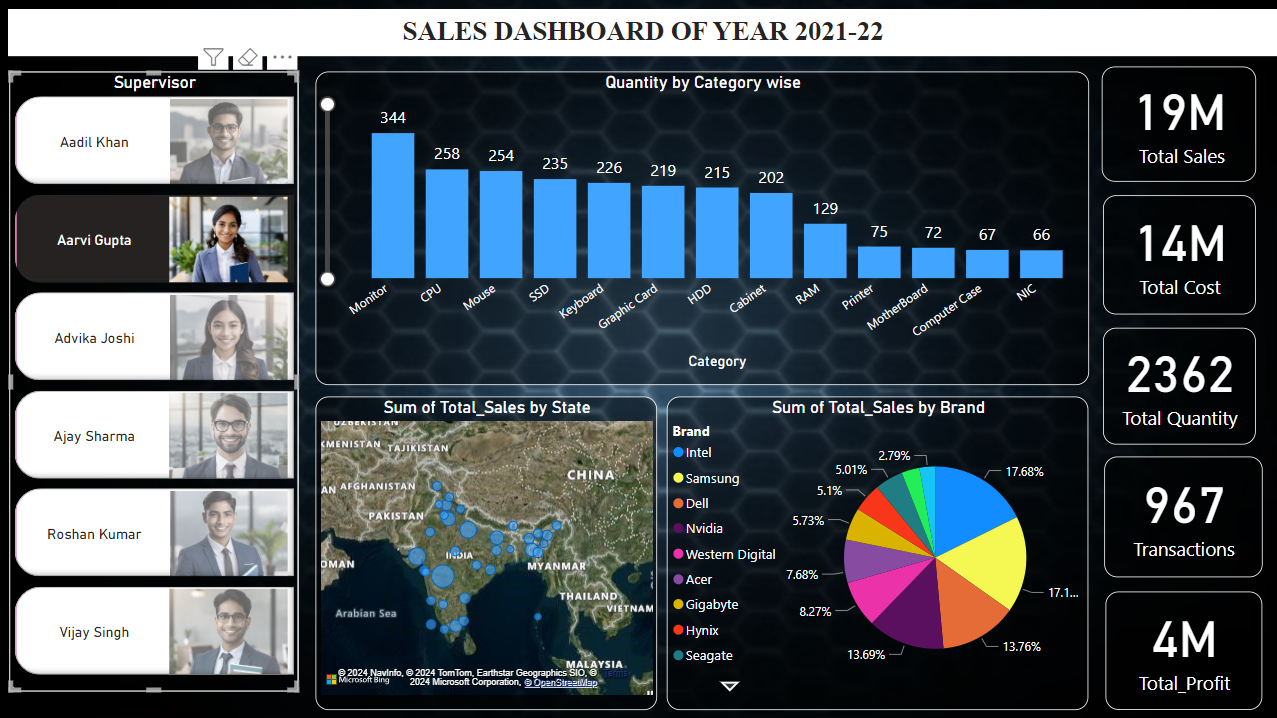 SALES DASHBOARD OF YEAR 2021-22
Supervisor
Aadil Khan
Aarvi Gupta
Advika Joshi
Ajay Sharma
Roshan Kumar
Vijay Singh
Quantity by Category wise
344
258
254
235
226
219
215
202
129
75
72
67
66
Monitor
CPU
Mouse
SSD
Keyboard
Graphic Card
HDD
Cabinet
RAM
Printer
MotherBoard
Computer Case
NIC
Category
Sum of Total_Sales by State
UZBEKISTAN
KMENISTAN
TAJIKISTAN
CHINA
AN
AFGHANISTAN
PAKISTAN
OMAN
INDIA
MYANMAR
THAILAND
VIETNAM
Arabian Sea
MALAYSIA
© 2024 NavInfo, © 2024 TomTom, Earthstar Geographics SIO, ©
2024 Microsoft Corporation, © OpenStreetMap
Terms
Microsoft Bing
Sum of Total_Sales by Brand
Brand
Intel
Samsung
Dell
Nvidia
Western Digital
Acer
Gigabyte
Hynix
Seagate
17.68%
17.1...
13.76%
13.69%
8.27%
7.68%
5.73%
5.1%
5.01%
2.79%
19M
Total Sales
14M
Total Cost
2362
Total Quantity
967
Transactions
4M
Total_Profit